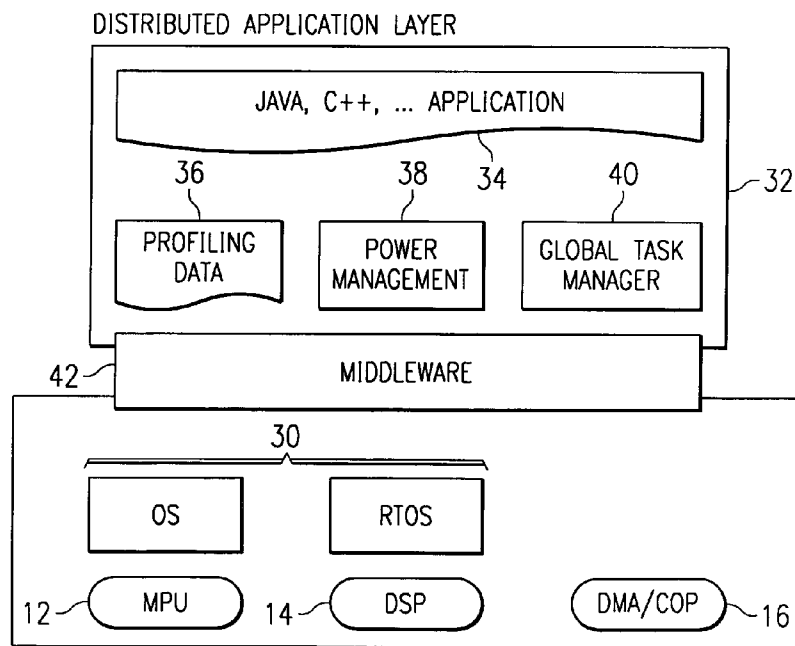 DISTRIBUTED APPLICATION LAYER
JAVA, C++, ... APPLICATION
34
32
36
38
40
PROFILING
DATA
POWER
MANAGEMENT
GLOBAL TASK
MANAGER
42
MIDDLEWARE
30
OS
RTOS
12
MPU
14
DSP
DMA/COP
16